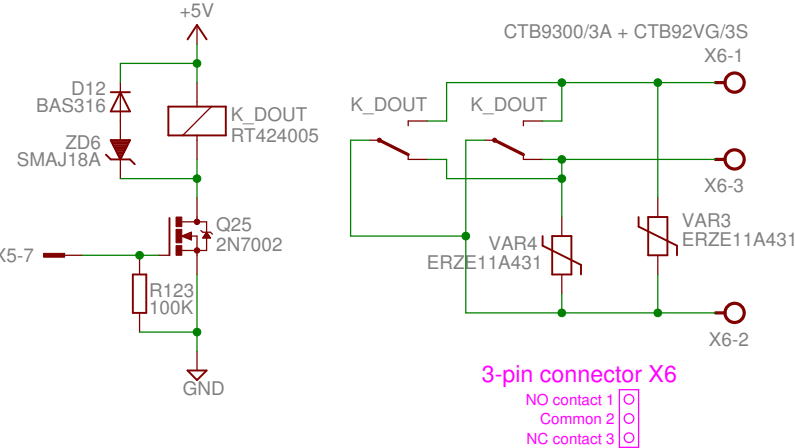 +5V
CTB9300/3A + CTB92VG/3S
X6-1
D12
BAS316
K_DOUT
K_DOUT
K_DOUT
RT424005
ZD6
SMAJ18A
X6-3
Q25
2N7002
VAR3
ERZE11A431
VAR4
ERZE11A431
X5-7
R123
100K
X6-2
GND
3-pin connector X6
NO contact 1
Common 2
NC contact 3